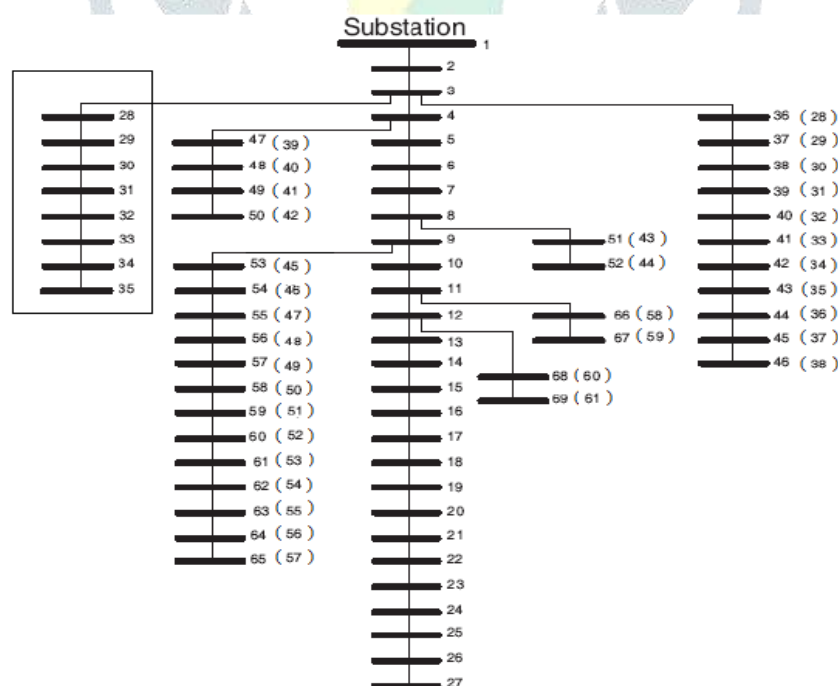 Substation
1
2
3
28 4 36 (28)
29 47 (39) 5 37 (29)
30 48 (40) 6 38 (30)
31 49 (41) 7 39 (31)
32 50 (42) 8 40 (32)
33 9 51 (43) 41 (33)
34 53 (45) 10 52 (44) 42 (34)
35 54 (46) 11 43 (35)
55 (47) 12 66 (58) 44 (36)
56 (48) 13 67 (59) 45 (37)
57 (49) 14 46 (38)
68 (60)
58 (50) 15
69 (61)
59 (51) 16
60 (52) 17
61 (53) 18
62 (54) 19
63 (55) 20
64 (56) 21
65 (57) 22
23
24
25
26
27